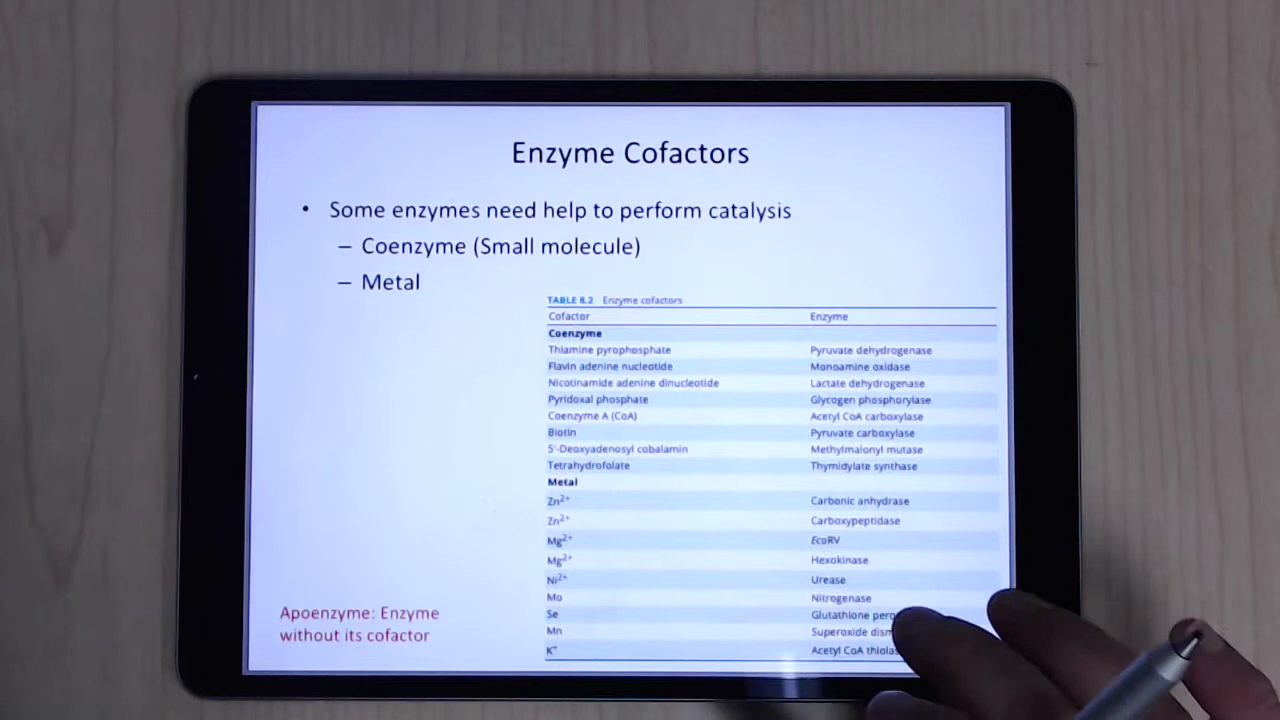 Enzyme Cofactors
• Some enzymes need help to perform catalysis
– Coenzyme (Small molecule)
– Metal
TABLE 8.2 Enzyme cofactors
Cofactor Enzyme
Coenzyme
Thiamine pyrophosphate Pyruvate dehydrogenase
Flavin adenine nucleotide Monoamine oxidase
Nicotinamide adenine dinucleotide Lactate dehydrogenase
Pyridoxal phosphate Glycogen phosphorylase
Coenzyme A (CoA) Acetyl CoA carboxylase
Biotin Pyruvate carboxylase
5'-Deoxyadenosyl cobalamin Methylmalonyl mutase
Tetrahydrofolate Thymidylate synthase
Metal
Zn²⁺ Carbonic anhydrase
Zn²⁺ Carboxypeptidase
Mg²⁺ EcoRV
Mg²⁺ Hexokinase
Ni²⁺ Urease
Mo Nitrogenase
Se Glutathione
Mn Superoxide
K⁺ Acetyl CoA
Apoenzyme: Enzyme
without its cofactor